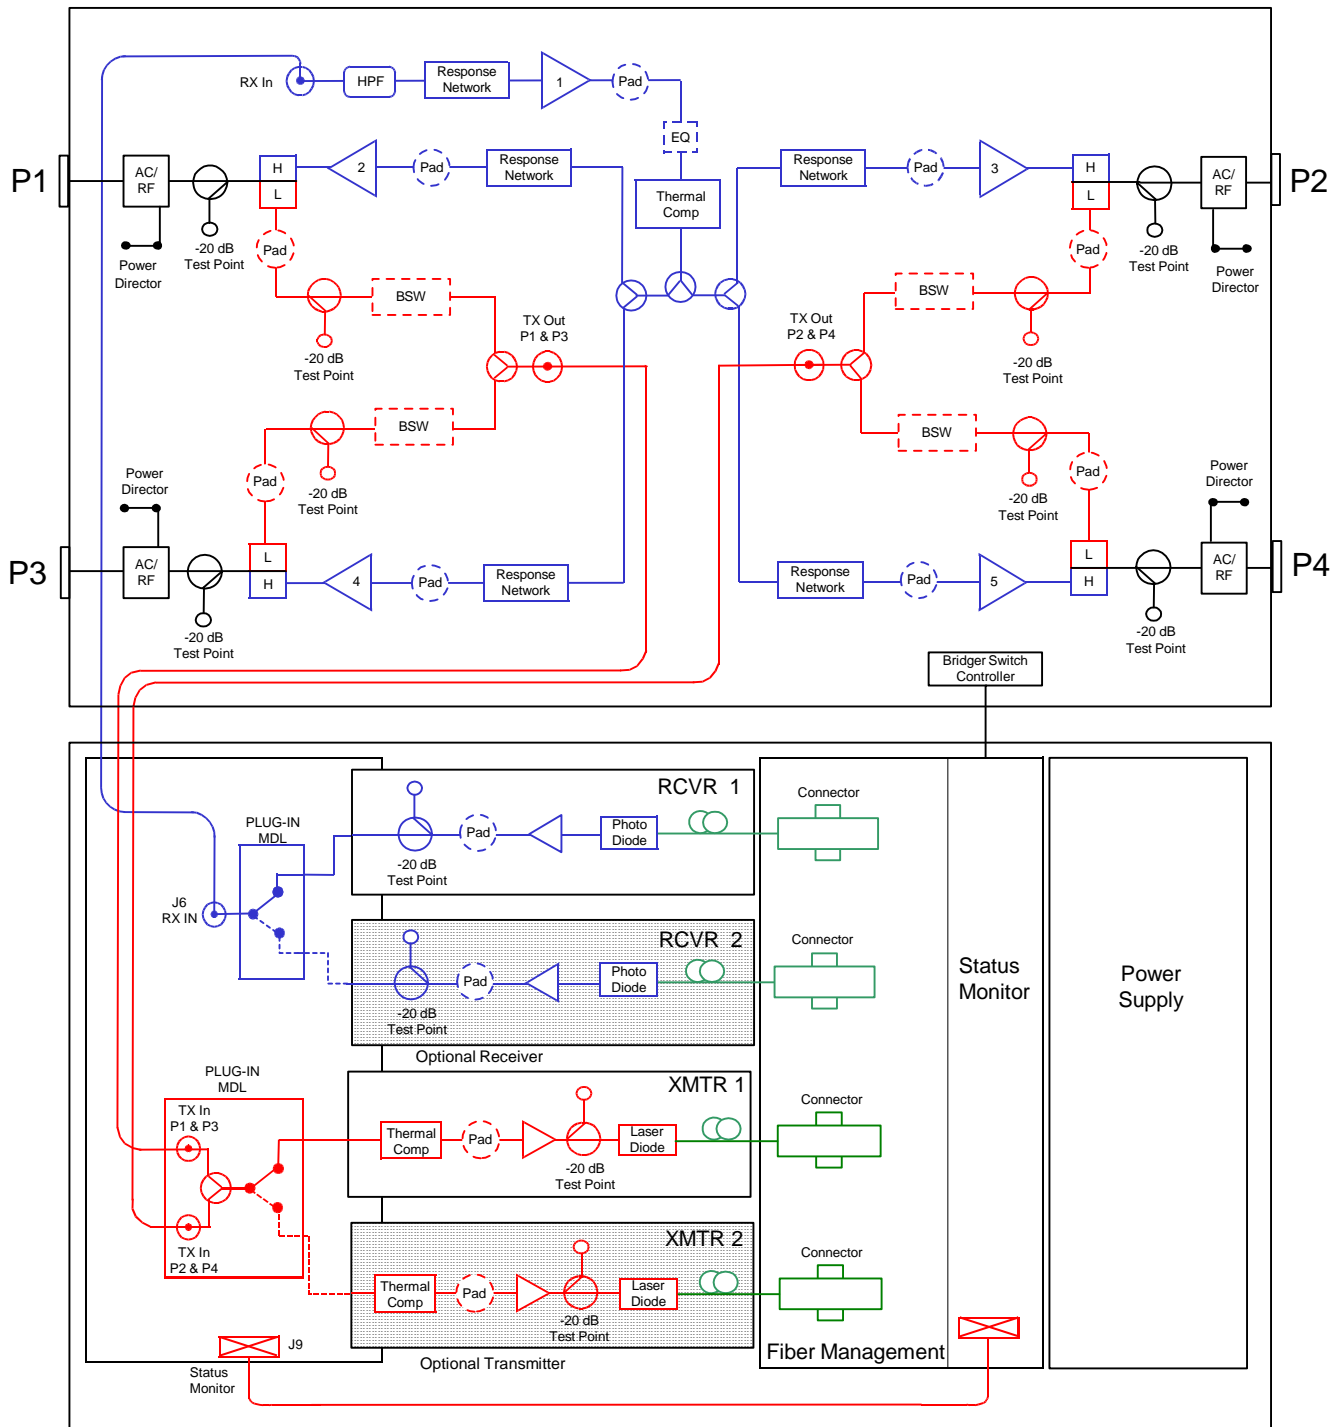 RX In
HPF
Response
Network
1
Pad
EQ
Thermal
Comp
P1
AC/
RF
-20 dB
Test Point
Power
Director
H
L
2
Pad
Response
Network
Response
Network
Pad
3
H
L
-20 dB
Test Point
AC/
RF
Power
Director
P2
Pad
-20 dB
Test Point
BSW
TX Out
P1 & P3
TX Out
P2 & P4
BSW
-20 dB
Test Point
Pad
Pad
-20 dB
Test Point
BSW
BSW
-20 dB
Test Point
Pad
Power
Director
P3
AC/
RF
-20 dB
Test Point
L
H
4
Pad
Response
Network
Response
Network
Pad
5
L
H
-20 dB
Test Point
Power
Director
AC/
RF
P4
Bridger Switch
Controller
RCVR 1
-20 dB
Test Point
Pad
Photo
Diode
Connector
PLUG-IN
MDL
J6
RX IN
RCVR 2
-20 dB
Test Point
Pad
Photo
Diode
Connector
Optional Receiver
Status
Monitor
Power
Supply
PLUG-IN
MDL
TX In
P1 & P3
TX In
P2 & P4
XMTR 1
Thermal
Comp
Pad
-20 dB
Test Point
Laser
Diode
Connector
XMTR 2
Thermal
Comp
Pad
-20 dB
Test Point
Laser
Diode
Connector
Optional Transmitter
Fiber Management
J9
Status
Monitor